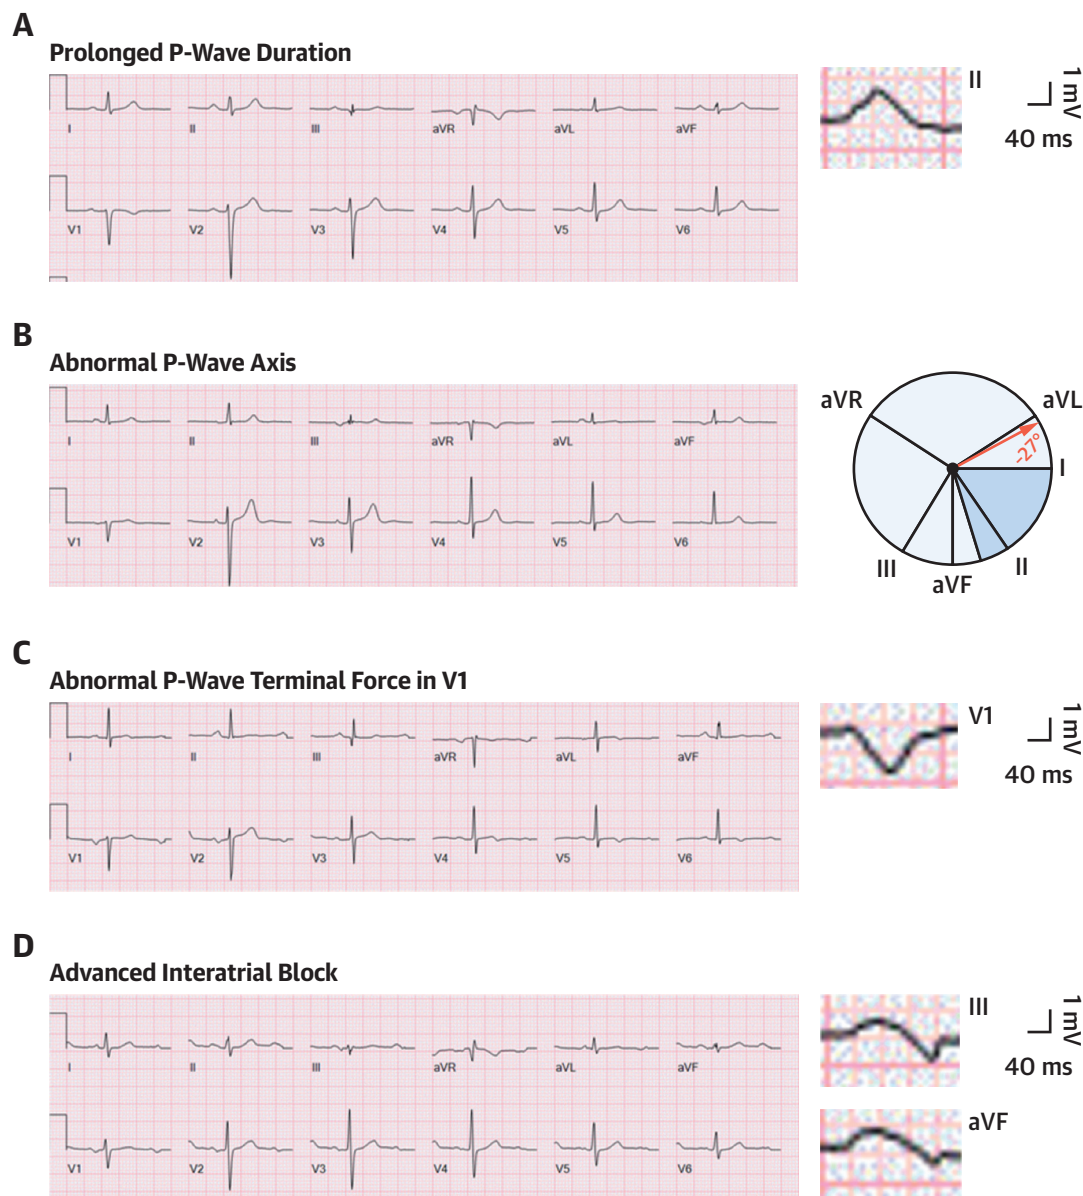 A
Prolonged P-Wave Duration
I II III aVR aVL aVF
V1 V2 V3 V4 V5 V6
II
1 mV
40 ms
B
Abnormal P-Wave Axis
I II III aVR aVL aVF
V1 V2 V3 V4 V5 V6
aVR
aVL
-27°
I
II
III
aVF
C
Abnormal P-Wave Terminal Force in V1
I II III aVR aVL aVF
V1 V2 V3 V4 V5 V6
V1
1 mV
40 ms
D
Advanced Interatrial Block
I II III aVR aVL aVF
V1 V2 V3 V4 V5 V6
III
1 mV
40 ms
aVF